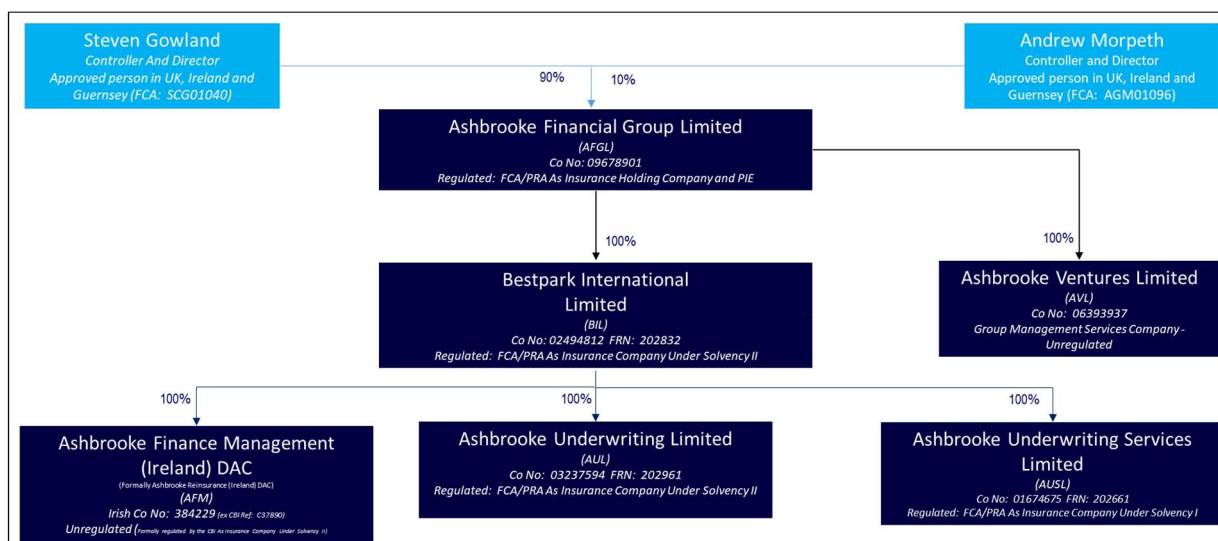 Steven Gowland
Controller And Director
Approved person in UK, Ireland and
Guernsey (FCA: SCG01040)
Andrew Morpeth
Controller and Director
Approved person in UK, Ireland and
Guernsey (FCA: AGM01096)
90%
10%
Ashbrooke Financial Group Limited
(AFGL)
Co No: 09678901
Regulated: FCA/PRA As Insurance Holding Company and PIE
100%
100%
Bestpark International
Limited
(BIL)
Co No: 02494812 FRN: 202832
Regulated: FCA/PRA As Insurance Company Under Solvency II
Ashbrooke Ventures Limited
(AVL)
Co No: 06393937
Group Management Services Company -
Unregulated
100%
100%
100%
Ashbrooke Finance Management
(Ireland) DAC
(Formally Ashbrooke Reinsurance (Ireland) DAC)
(AFM)
Irish Co No: 384229 (ex CBI Ref: C37890)
Unregulated (Formally regulated by the CBI As Insurance Company Under Solvency II)
Ashbrooke Underwriting Limited
(AUL)
Co No: 03237594 FRN: 202961
Regulated: FCA/PRA As Insurance Company Under Solvency II
Ashbrooke Underwriting Services
Limited
(AUSL)
Co No: 01674675 FRN: 202661
Regulated: FCA/PRA As Insurance Company Under Solvency I